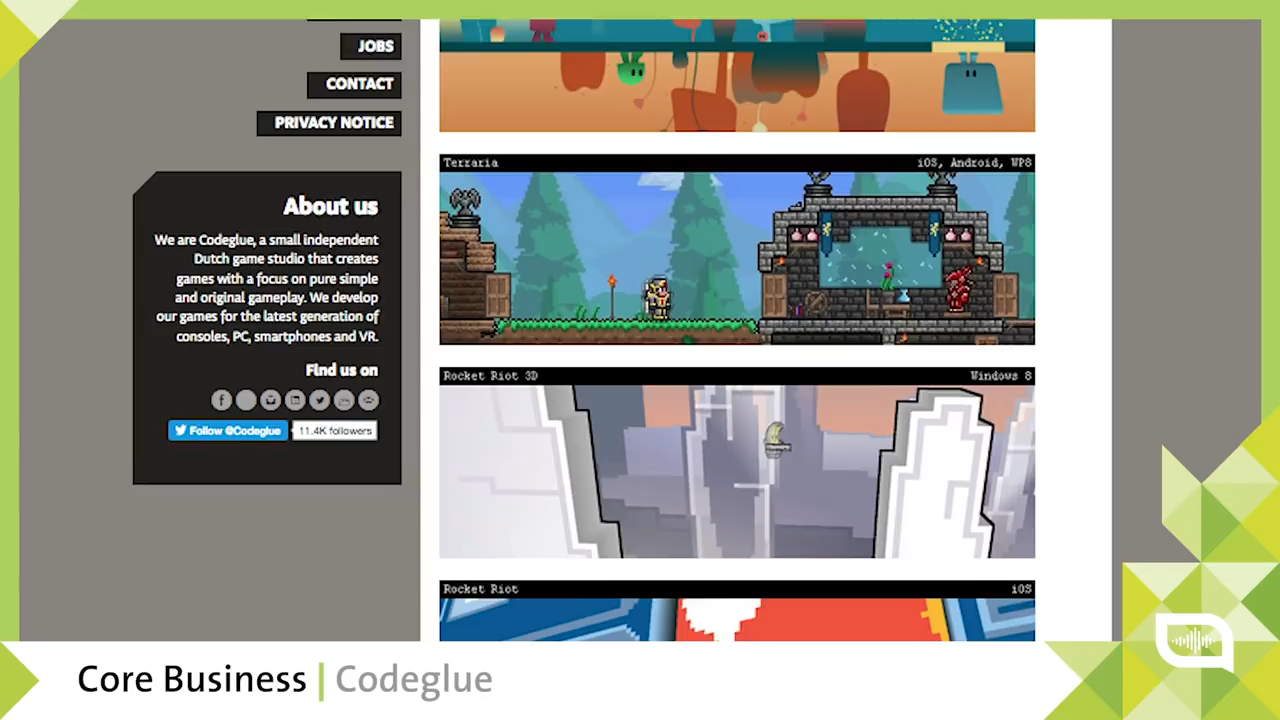 JOBS
CONTACT
PRIVACY NOTICE
About us
We are Codeglue, a small independent
Dutch game studio that creates
games with a focus on pure simple
and original gameplay. We develop
our games for the latest generation of
consoles, PC, smartphones and VR.
Find us on
Follow @Codeglue
11.4K followers
Terraria
iOS, Android, WP8
Rocket Riot 3D
Windows 8
Rocket Riot
iOS
Core Business | Codeglue